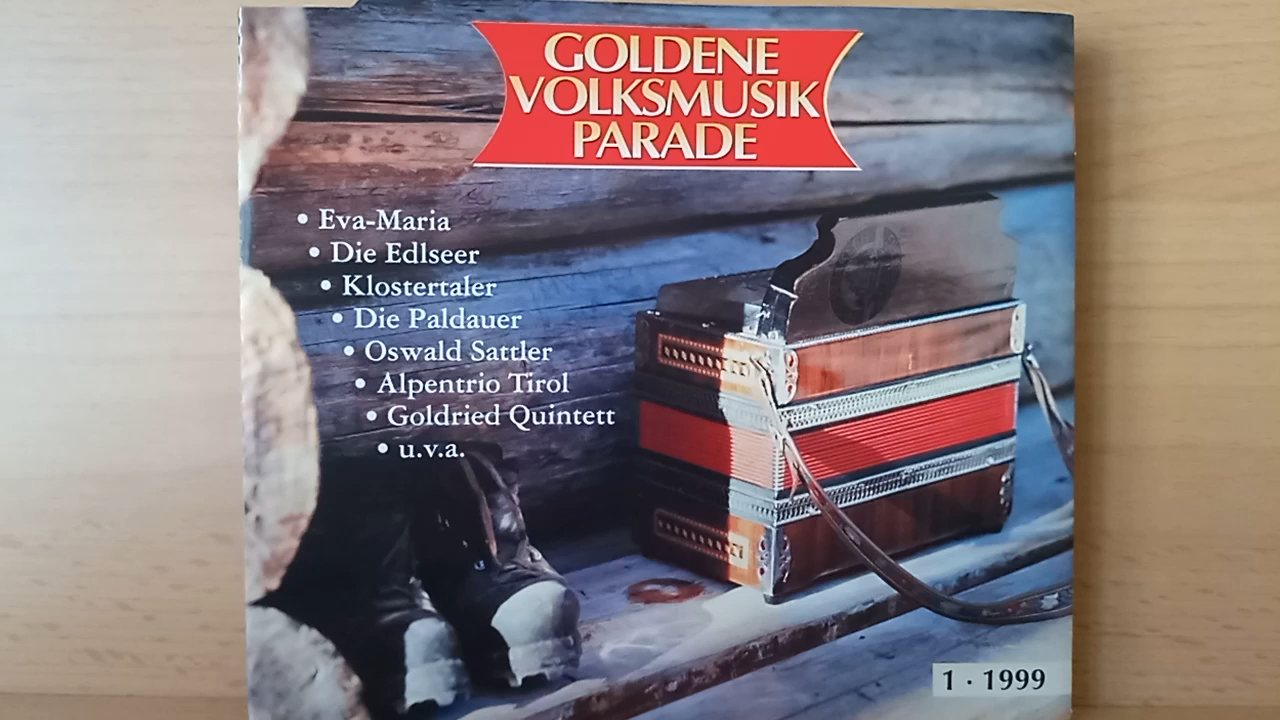 GOLDENE
VOLKSMUSIK
PARADE
• Eva-Maria
• Die Edlseer
• Klostertaler
• Die Paldauer
• Oswald Sattler
• Alpentrio Tirol
• Goldried Quintett
• u.v.a.
1 · 1999